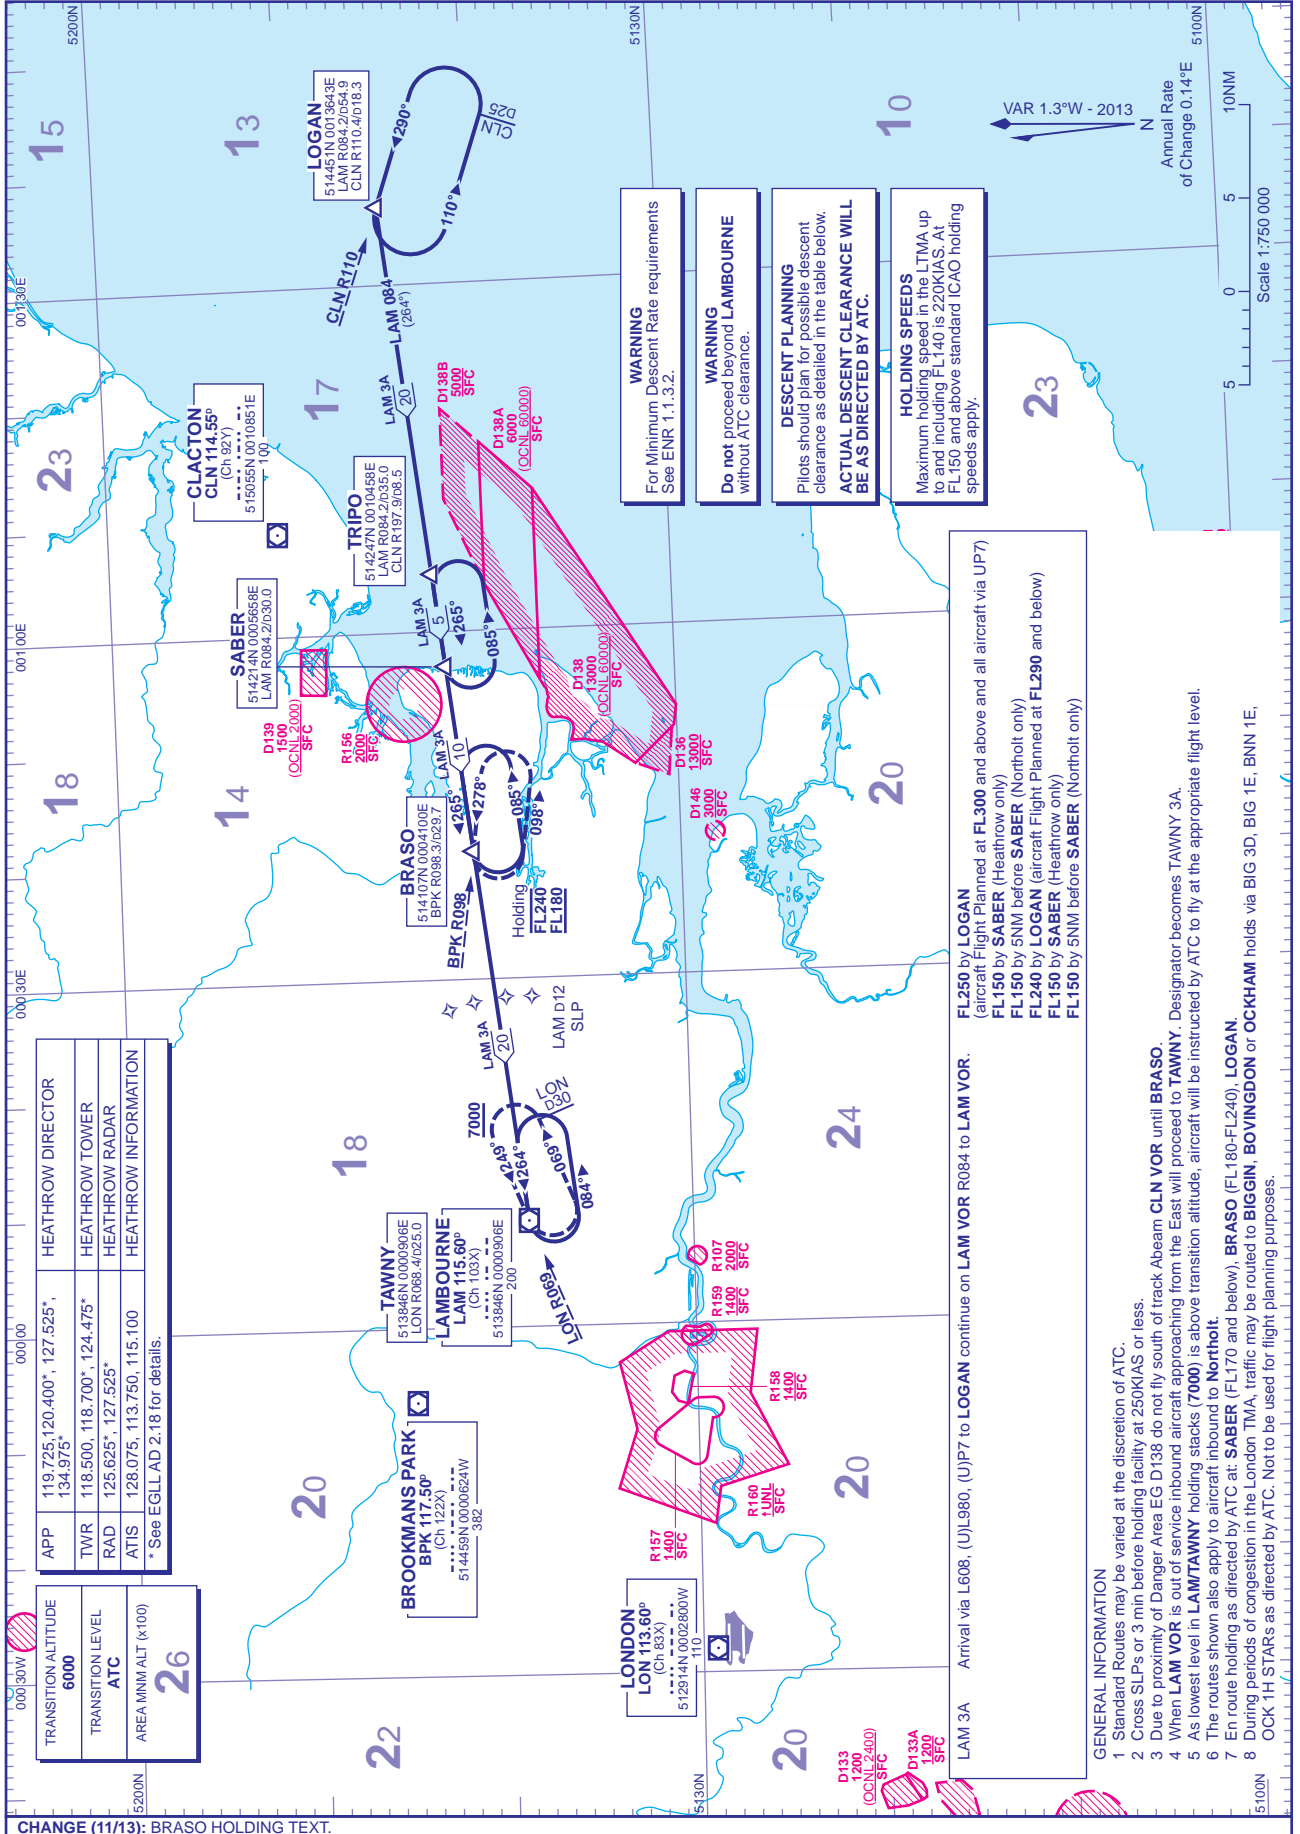 000 30W
000 00
000 30E
001 00E
001 30E
5200N
5200N
5130N
5130N
5100N
5100N
TRANSITION ALTITUDE
6000
TRANSITION LEVEL
ATC
AREA MNM ALT (x100)
26
APP 119.725,120.400*, 127.525*, HEATHROW DIRECTOR
134.975*
TWR 118.500, 118.700*, 124.475* HEATHROW TOWER
RAD 125.625*, 127.525* HEATHROW RADAR
ATIS 128.075, 113.750, 115.100 HEATHROW INFORMATION
* See EGLL AD 2.18 for details.
22
20
18
18
14
23
17
15
13
20
20
24
20
23
10
BROOKMANS PARK
BPK 117.50º
(Ch 122X)
514459N 0000624W
382
LONDON
LON 113.60º
(Ch 83X)
512914N 0002800W
110
TAWNY
513846N 0000906E
LON R068.4/D25.0
LAMBOURNE
LAM 115.60º
(Ch 103X)
513846N 0000906E
200
LON R069
249°
264°
069°
084°
7000
LON
D30
LAM 3A
20
LAM D12
SLP
BRASO
514107N 0004100E
BPK R098.3/D29.7
BPK R098
Holding
FL240
FL180
265°
278°
085°
098°
LAM 3A
10
SABER
514214N 0005658E
LAM R084.2/D30.0
265°
085°
LAM 3A
5
TRIPO
514247N 0010458E
LAM R084.2/D35.0
CLN R197.9/D8.5
CLACTON
CLN 114.55º
(Ch 92Y)
515055N 0010851E
100
LAM 3A
20
LAM 084
(264°)
CLN R110
LOGAN
514451N 0013643E
LAM R084.2/D54.9
CLN R110.4/D18.3
290°
110°
CLN
D25
D139
1500
(OCNL 2000)
SFC
R156
2000
SFC
D138B
5000
SFC
D138A
6000
(OCNL 60000)
SFC
D138
13000
(OCNL 60000)
SFC
D136
13000
SFC
D146
3000
SFC
R107
2000
SFC
R159
1400
SFC
R158
1400
SFC
R160
↑UNL
SFC
R157
1400
SFC
D133
1200
(OCNL 2400)
SFC
D133A
1200
SFC
WARNING
For Minimum Descent Rate requirements
See ENR 1.1.3.2.
WARNING
Do not proceed beyond LAMBOURNE
without ATC clearance.
DESCENT PLANNING
Pilots should plan for possible descent
clearance as detailed in the table below.
ACTUAL DESCENT CLEARANCE WILL
BE AS DIRECTED BY ATC.
HOLDING SPEEDS
Maximum holding speed in the LTMA up
to and including FL140 is 220KIAS. At
FL150 and above standard ICAO holding
speeds apply.
VAR 1.3°W - 2013
N
Annual Rate
of Change 0.14°E
5 0 5 10NM
Scale 1:750 000
LAM 3A Arrival via L608, (U)L980, (U)P7 to LOGAN continue on LAM VOR R084 to LAM VOR.
FL250 by LOGAN
(aircraft Flight Planned at FL300 and above and all aircraft via UP7)
FL150 by SABER (Heathrow only)
FL150 by 5NM before SABER (Northolt only)
FL240 by LOGAN (aircraft Flight Planned at FL290 and below)
FL150 by SABER (Heathrow only)
FL150 by 5NM before SABER (Northolt only)
GENERAL INFORMATION
1 Standard Routes may be varied at the discretion of ATC.
2 Cross SLPs or 3 min before holding facility at 250KIAS or less.
3 Due to proximity of Danger Area EG D138 do not fly south of track Abeam CLN VOR until BRASO.
4 When LAM VOR is out of service inbound aircraft approaching from the East will proceed to TAWNY. Designator becomes TAWNY 3A.
5 As lowest level in LAM/TAWNY holding stacks (7000) is above transition altitude, aircraft will be instructed by ATC to fly at the appropriate flight level.
6 The routes shown also apply to aircraft inbound to Northolt.
7 En route holding as directed by ATC at: SABER (FL170 and below), BRASO (FL180-FL240), LOGAN.
8 During periods of congestion in the London TMA, traffic may be routed to BIGGIN, BOVINGDON or OCKHAM holds via BIG 3D, BIG 1E, BNN 1E,
OCK 1H STARs as directed by ATC. Not to be used for flight planning purposes.
CHANGE (11/13): BRASO HOLDING TEXT.